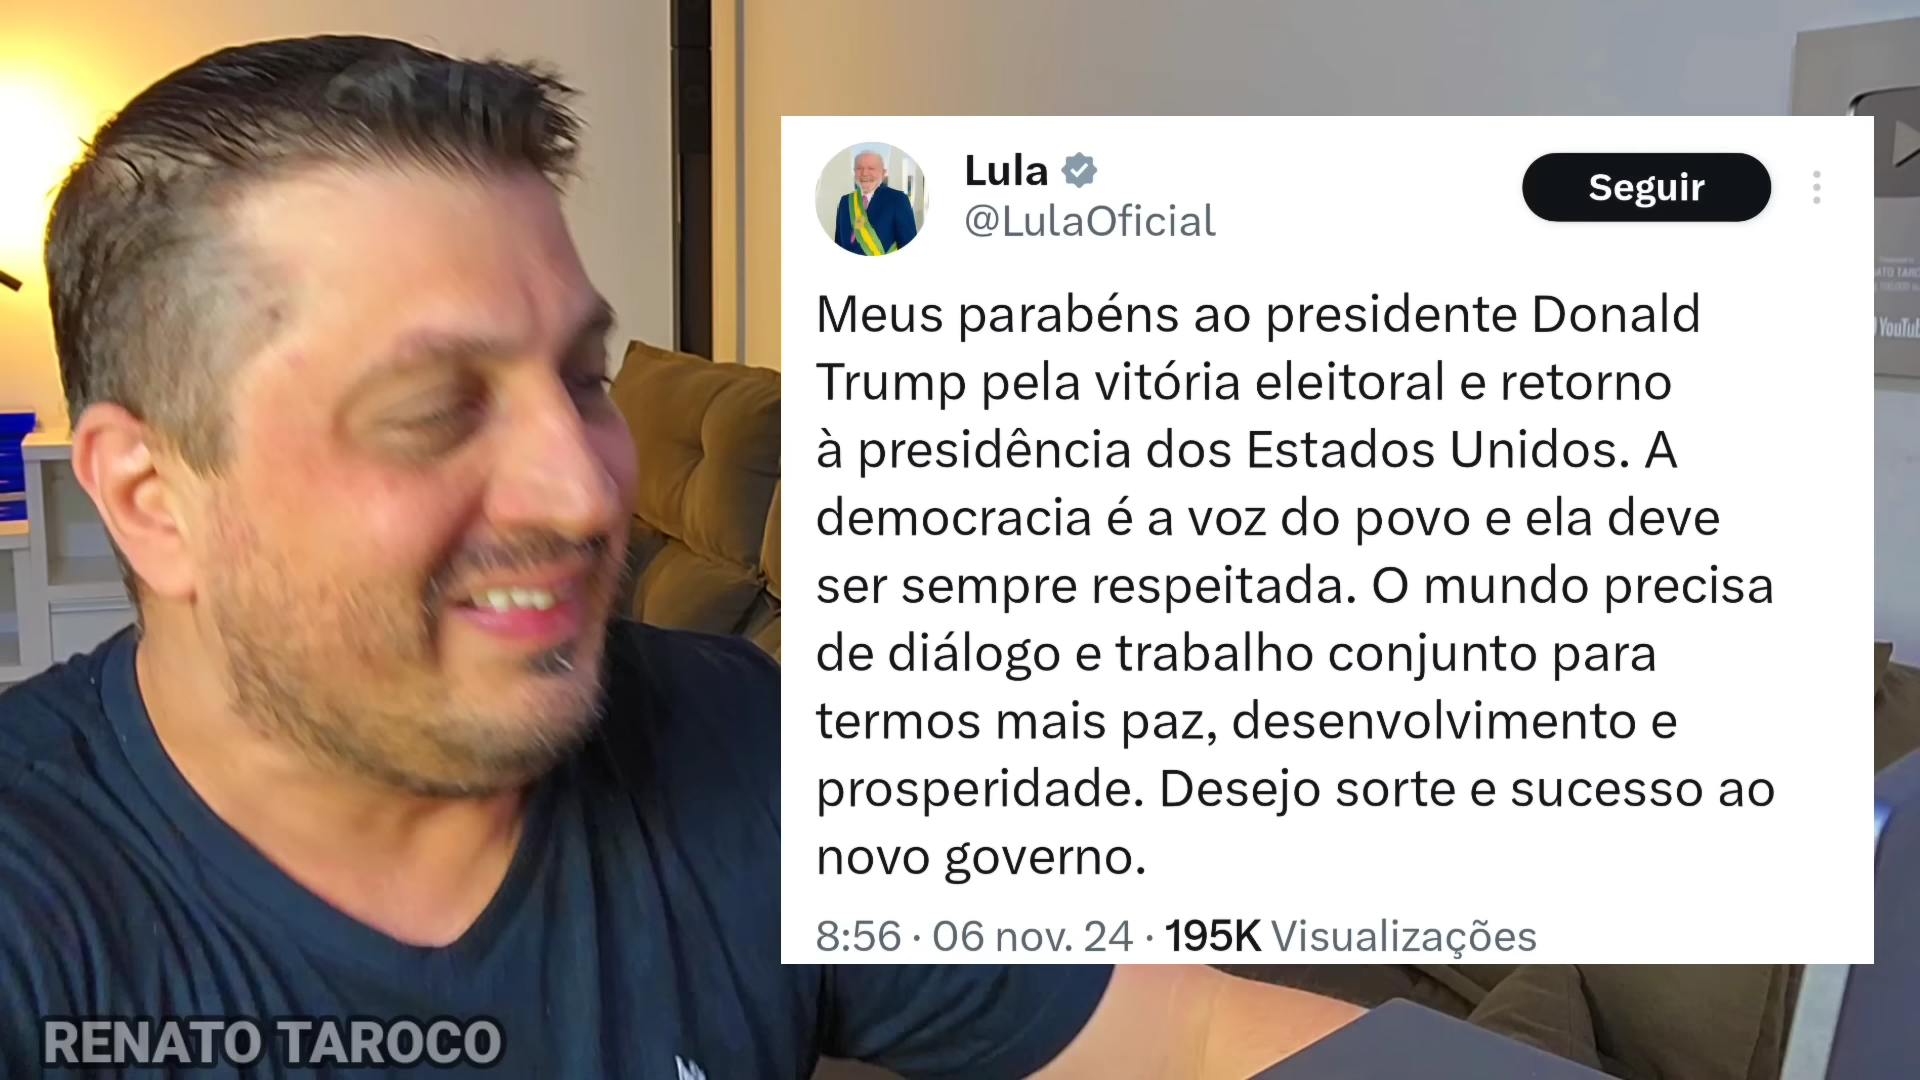 Lula
@LulaOficial
Seguir
Meus parabéns ao presidente Donald
Trump pela vitória eleitoral e retorno
à presidência dos Estados Unidos. A
democracia é a voz do povo e ela deve
ser sempre respeitada. O mundo precisa
de diálogo e trabalho conjunto para
termos mais paz, desenvolvimento e
prosperidade. Desejo sorte e sucesso ao
novo governo.
8:56 · 06 nov. 24 · 195K Visualizações
RENATO TAROCO